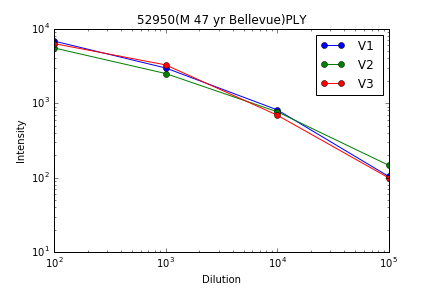 52950(M 47 yr Bellevue)PLY
10^4
10^3
10^2
10^1
Intensity
V1
V2
V3
10^2 10^3 10^4 10^5
Dilution